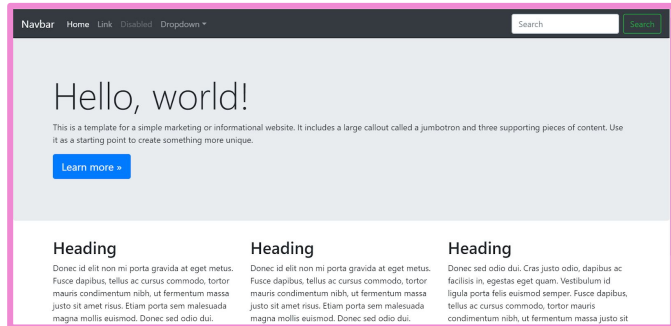 Navbar Home Link Disabled Dropdown Search Search
Hello, world!
This is a template for a simple marketing or informational website. It includes a large callout called a jumbotron and three supporting pieces of content. Use
it as a starting point to create something more unique.
Learn more »
Heading
Donec id elit non mi porta gravida at eget metus.
Fusce dapibus, tellus ac cursus commodo, tortor
mauris condimentum nibh, ut fermentum massa
justo sit amet risus. Etiam porta sem malesuada
magna mollis euismod. Donec sed odio dui.
Heading
Donec id elit non mi porta gravida at eget metus.
Fusce dapibus, tellus ac cursus commodo, tortor
mauris condimentum nibh, ut fermentum massa
justo sit amet risus. Etiam porta sem malesuada
magna mollis euismod. Donec sed odio dui.
Heading
Donec sed odio dui. Cras justo odio, dapibus ac
facilisis in, egestas eget quam. Vestibulum id
ligula porta felis euismod semper. Fusce dapibus,
tellus ac cursus commodo, tortor mauris
condimentum nibh, ut fermentum massa justo sit